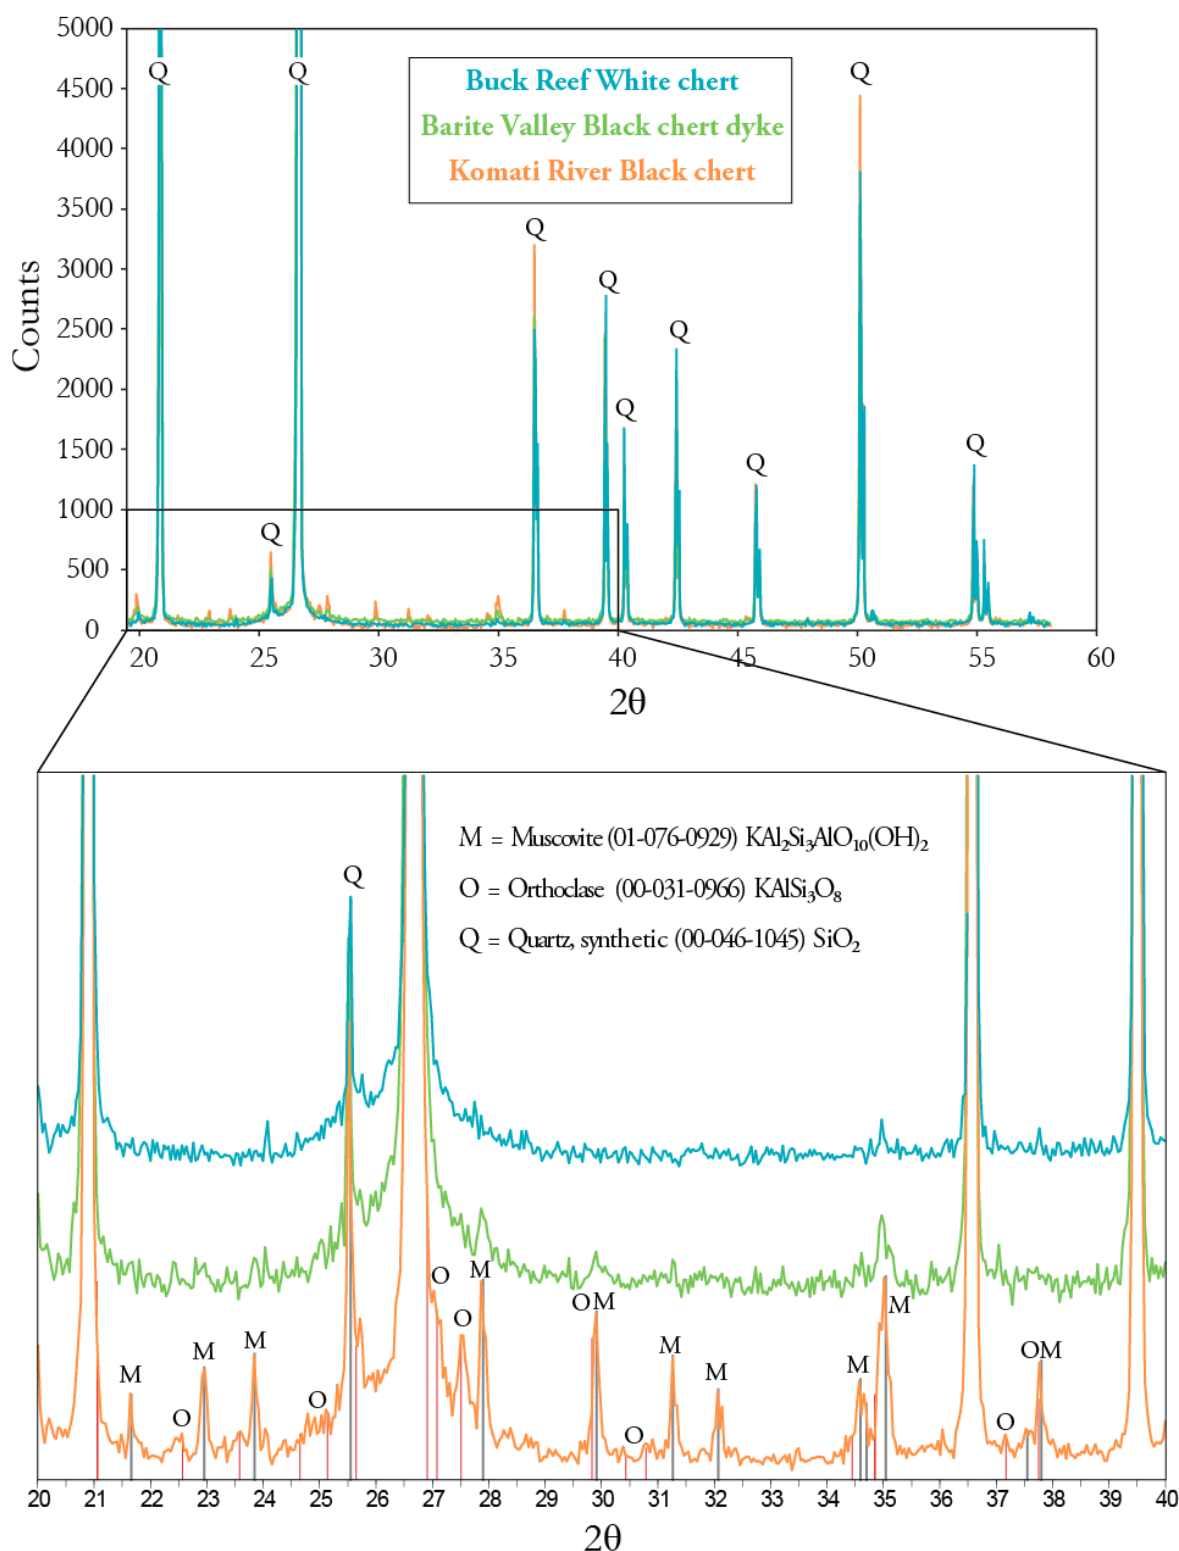 5000
4500
4000
3500
3000
2500
2000
1500
1000
500
0
Counts
Q
Q
Q
Q
Q
Q
Q
Q
Q
Q
Buck Reef White chert
Barite Valley Black chert dyke
Komati River Black chert
20 25 30 35 40 45 50 55 60
2θ
M = Muscovite (01-076-0929) KAl₂Si₃AlO₁₀(OH)₂
O = Orthoclase (00-031-0966) KAlSi₃O₈
Q = Quartz, synthetic (00-046-1045) SiO₂
Q
M
O
M
M
O
O
O
M
OM
O
M
M
M
M
O
OM
20 21 22 23 24 25 26 27 28 29 30 31 32 33 34 35 36 37 38 39 40
2θ